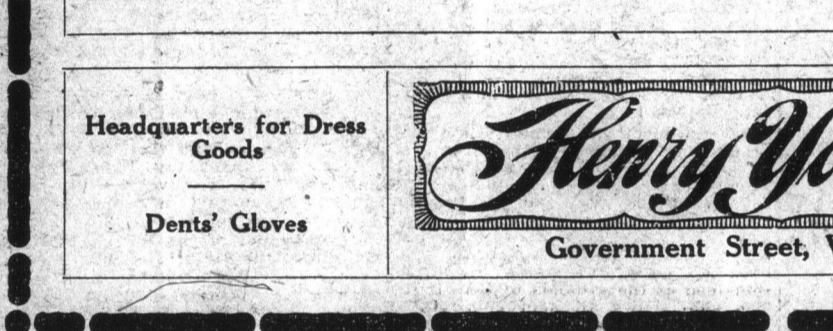 Headquarters for Dress
Goods
Dents' Gloves
Henry
Government Street,